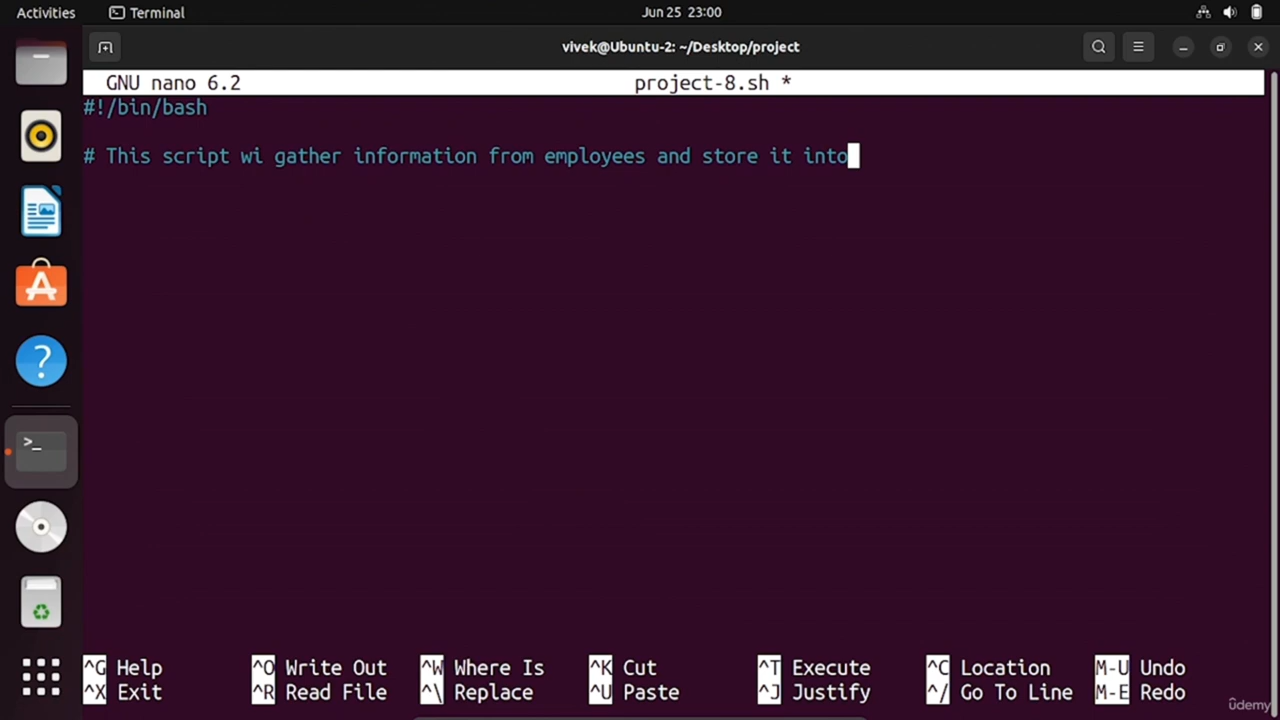 Activities Terminal Jun 25 23:00
vivek@Ubuntu-2: ~/Desktop/project
GNU nano 6.2 project-8.sh *
#!/bin/bash
# This script wi gather information from employees and store it into
^G Help ^O Write Out ^W Where Is ^K Cut ^T Execute ^C Location M-U Undo
^X Exit ^R Read File ^\ Replace ^U Paste ^J Justify ^/ Go To Line M-E Redo
ûdemy